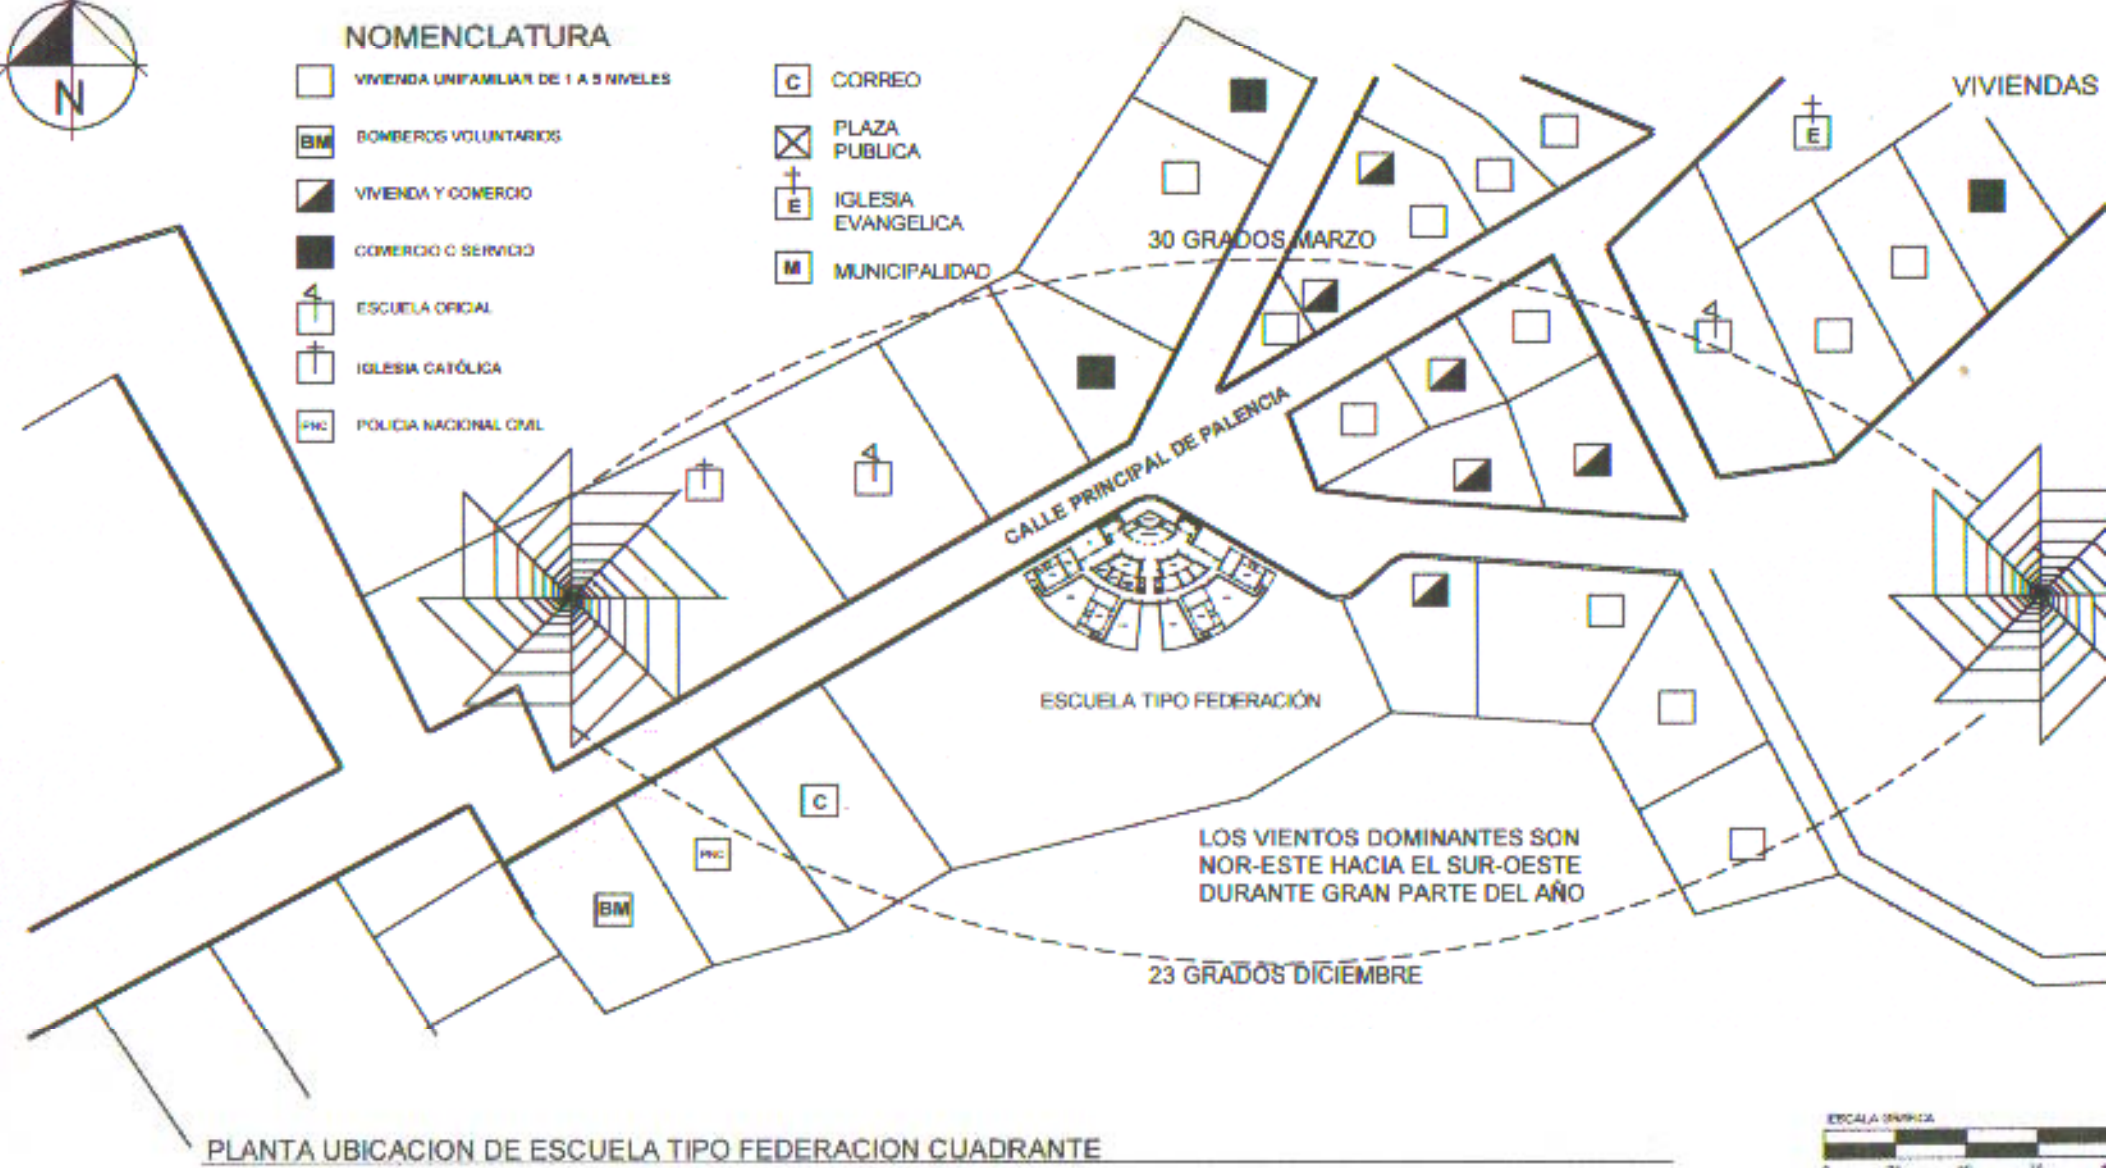 N
NOMENCLATURA
VIVIENDA UNIFAMILIAR DE 1 A 5 NIVELES
BM BOMBEROS VOLUNTARIOS
VIVIENDA Y COMERCIO
COMERCIO O SERVICIO
ESCUELA OFICIAL
IGLESIA CATÓLICA
PNC POLICIA NACIONAL CIVIL
C CORREO
PLAZA
PUBLICA
E IGLESIA
EVANGELICA
M MUNICIPALIDAD
VIVIENDAS
E
30 GRADOS MARZO
CALLE PRINCIPAL DE PALENCIA
ESCUELA TIPO FEDERACIÓN
C
PNC
BM
LOS VIENTOS DOMINANTES SON
NOR-ESTE HACIA EL SUR-OESTE
DURANTE GRAN PARTE DEL AÑO
23 GRADOS DICIEMBRE
PLANTA UBICACION DE ESCUELA TIPO FEDERACION CUADRANTE
ESCALA GRAFICA